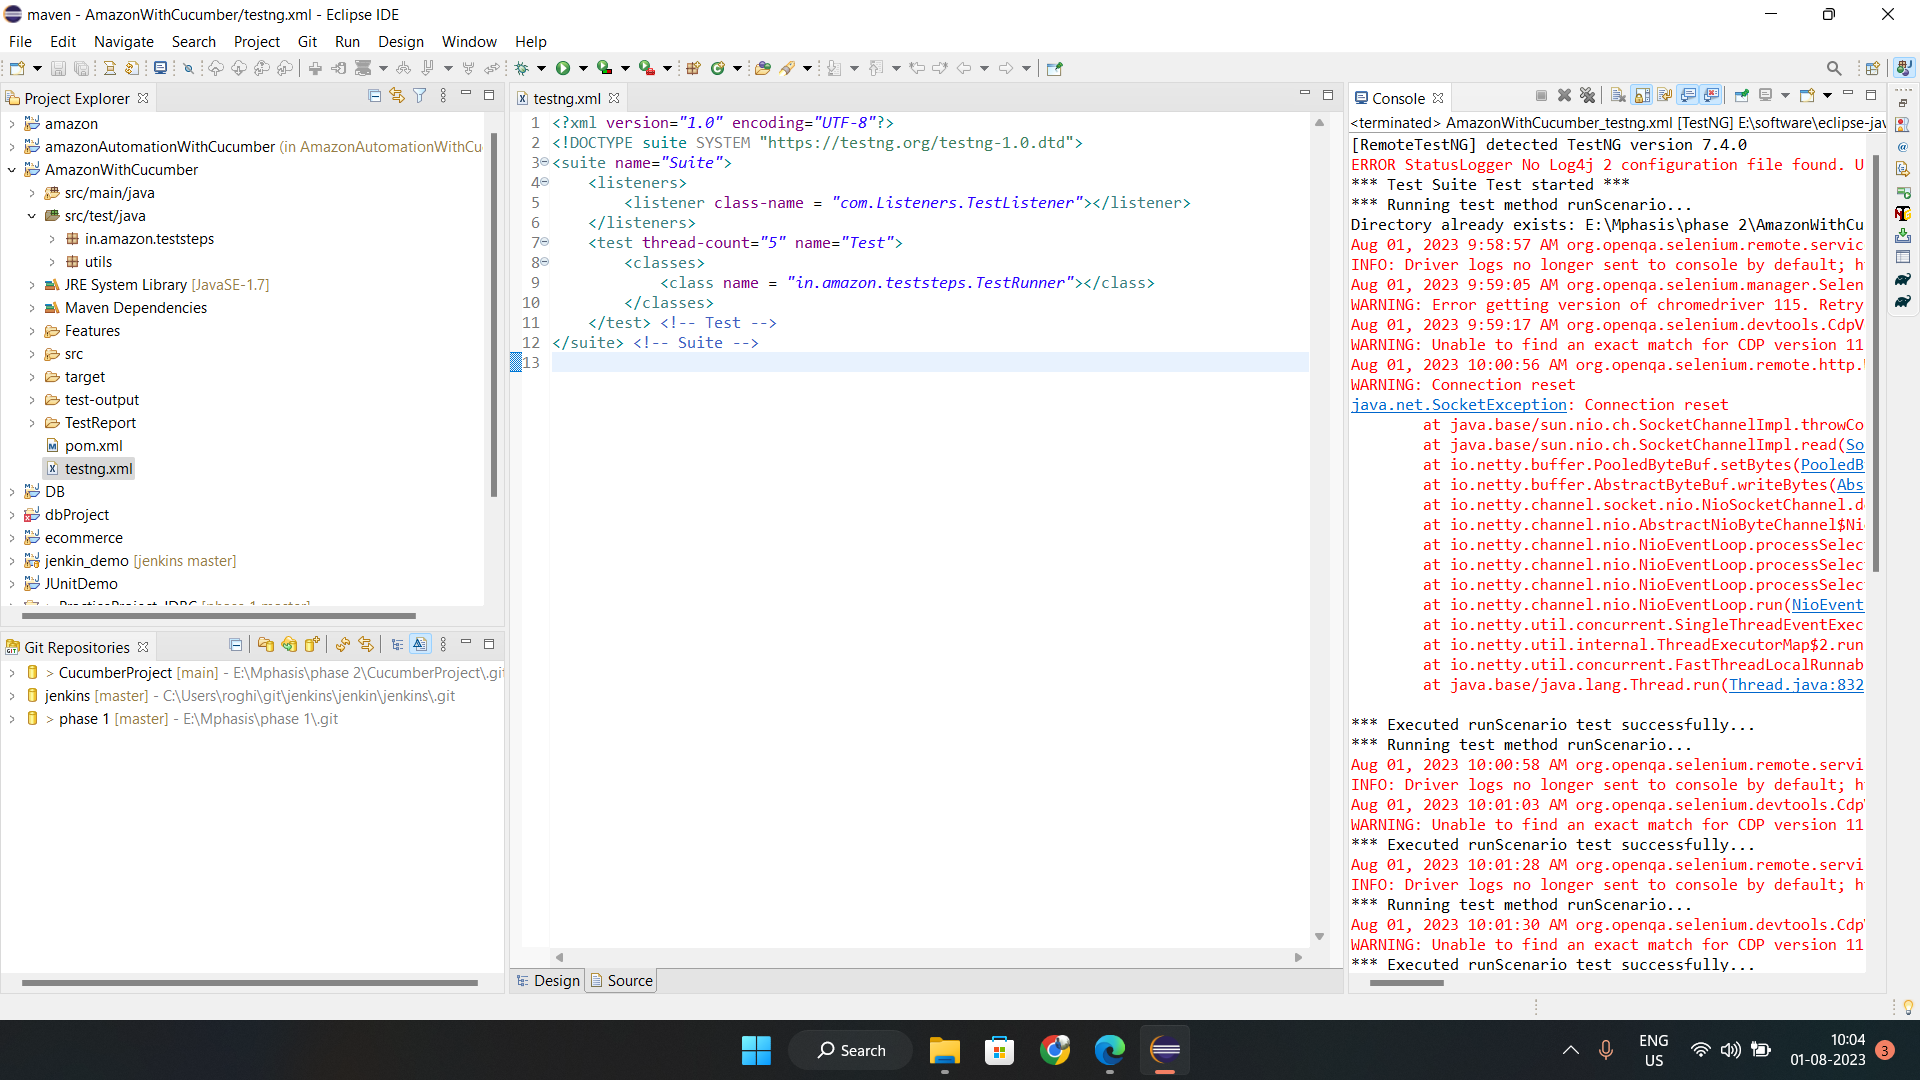 maven - AmazonWithCucumber/testng.xml - Eclipse IDE
File Edit Navigate Search Project Git Run Design Window Help
Project Explorer
amazon
amazonAutomationWithCucumber (in AmazonAutomationWithCu
AmazonWithCucumber
src/main/java
src/test/java
in.amazon.teststeps
utils
JRE System Library [JavaSE-1.7]
Maven Dependencies
Features
src
target
test-output
TestReport
pom.xml
testng.xml
DB
dbProject
ecommerce
jenkin_demo [jenkins master]
JUnitDemo
Git Repositories
> CucumberProject [main] - E:\Mphasis\phase 2\CucumberProject\.gi
jenkins [master] - C:\Users\roghi\git\jenkins\jenkin\jenkins\.git
> phase 1 [master] - E:\Mphasis\phase 1\.git
testng.xml
1 <?xml version="1.0" encoding="UTF-8"?>
2 <!DOCTYPE suite SYSTEM "https://testng.org/testng-1.0.dtd">
3 <suite name="Suite">
4 <listeners>
5 <listener class-name = "com.Listeners.TestListener"></listener>
6 </listeners>
7 <test thread-count="5" name="Test">
8 <classes>
9 <class name = "in.amazon.teststeps.TestRunner"></class>
10 </classes>
11 </test> <!-- Test -->
12 </suite> <!-- Suite -->
13
Design Source
Console
<terminated> AmazonWithCucumber_testng.xml [TestNG] E:\software\eclipse-jav
[RemoteTestNG] detected TestNG version 7.4.0
ERROR StatusLogger No Log4j 2 configuration file found. U
*** Test Suite Test started ***
*** Running test method runScenario...
Directory already exists: E:\Mphasis\phase 2\AmazonWithCu
Aug 01, 2023 9:58:57 AM org.openqa.selenium.remote.servic
INFO: Driver logs no longer sent to console by default; h
Aug 01, 2023 9:59:05 AM org.openqa.selenium.manager.Selen
WARNING: Error getting version of chromedriver 115. Retry
Aug 01, 2023 9:59:17 AM org.openqa.selenium.devtools.CdpV
WARNING: Unable to find an exact match for CDP version 11
Aug 01, 2023 10:00:56 AM org.openqa.selenium.remote.http.
WARNING: Connection reset
java.net.SocketException: Connection reset
at java.base/sun.nio.ch.SocketChannelImpl.throwCo
at java.base/sun.nio.ch.SocketChannelImpl.read(So
at io.netty.buffer.PooledByteBuf.setBytes(PooledB
at io.netty.buffer.AbstractByteBuf.writeBytes(Abs
at io.netty.channel.socket.nio.NioSocketChannel.d
at io.netty.channel.nio.AbstractNioByteChannel$Ni
at io.netty.channel.nio.NioEventLoop.processSelec
at io.netty.channel.nio.NioEventLoop.processSelec
at io.netty.channel.nio.NioEventLoop.processSelec
at io.netty.channel.nio.NioEventLoop.run(NioEvent
at io.netty.util.concurrent.SingleThreadEventExec
at io.netty.util.internal.ThreadExecutorMap$2.run
at io.netty.util.concurrent.FastThreadLocalRunnab
at java.base/java.lang.Thread.run(Thread.java:832
*** Executed runScenario test successfully...
*** Running test method runScenario...
Aug 01, 2023 10:00:58 AM org.openqa.selenium.remote.servi
INFO: Driver logs no longer sent to console by default; h
Aug 01, 2023 10:01:03 AM org.openqa.selenium.devtools.Cdp
WARNING: Unable to find an exact match for CDP version 11
*** Executed runScenario test successfully...
Aug 01, 2023 10:01:28 AM org.openqa.selenium.remote.servi
INFO: Driver logs no longer sent to console by default; h
*** Running test method runScenario...
Aug 01, 2023 10:01:30 AM org.openqa.selenium.devtools.Cdp
WARNING: Unable to find an exact match for CDP version 11
*** Executed runScenario test successfully...
Search
ENG
US
10:04
01-08-2023
3